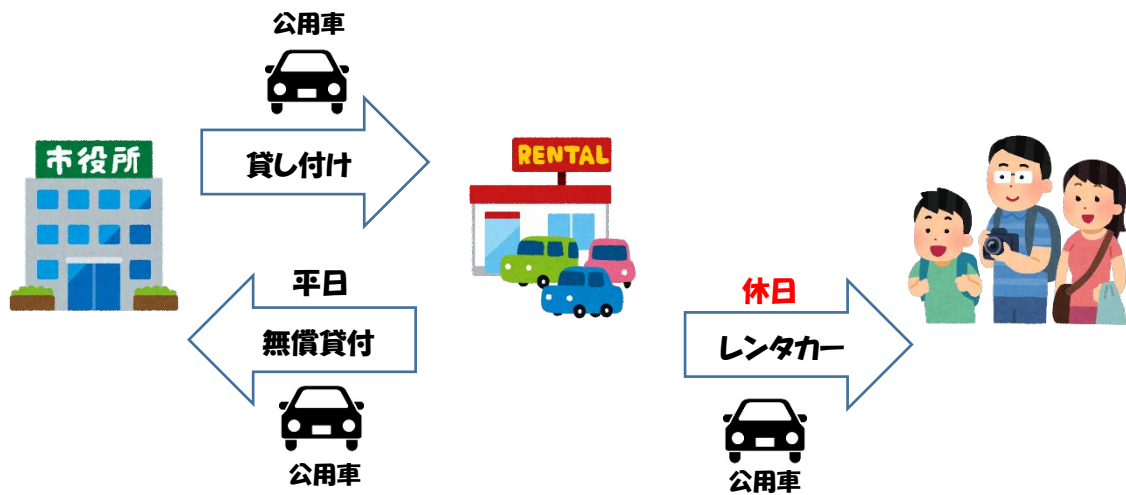 公用車
貸し付け
市役所
RENTAL
平日
無償貸付
公用車
休日
レンタカー
公用車